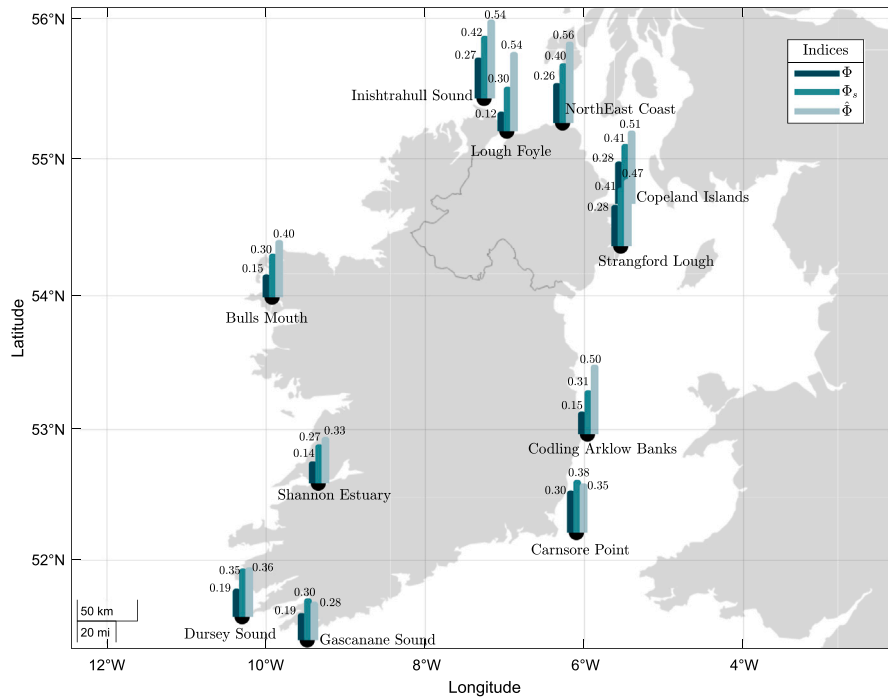 56°N
55°N
54°N
53°N
52°N
Latitude
12°W
10°W
8°W
6°W
4°W
Longitude
50 km
20 mi
Indices
Φ
Φs
Φ̂
0.27
0.42
0.54
Inishtrahull Sound
0.12
0.30
0.54
Lough Foyle
0.26
0.40
0.56
NorthEast Coast
0.28
0.41
0.51
Copeland Islands
0.28
0.41
0.47
Strangford Lough
0.15
0.30
0.40
Bulls Mouth
0.15
0.31
0.50
Codling Arklow Banks
0.14
0.27
0.33
Shannon Estuary
0.30
0.38
0.35
Carnsore Point
0.19
0.35
0.36
Dursey Sound
0.19
0.30
0.28
Gascanane Sound